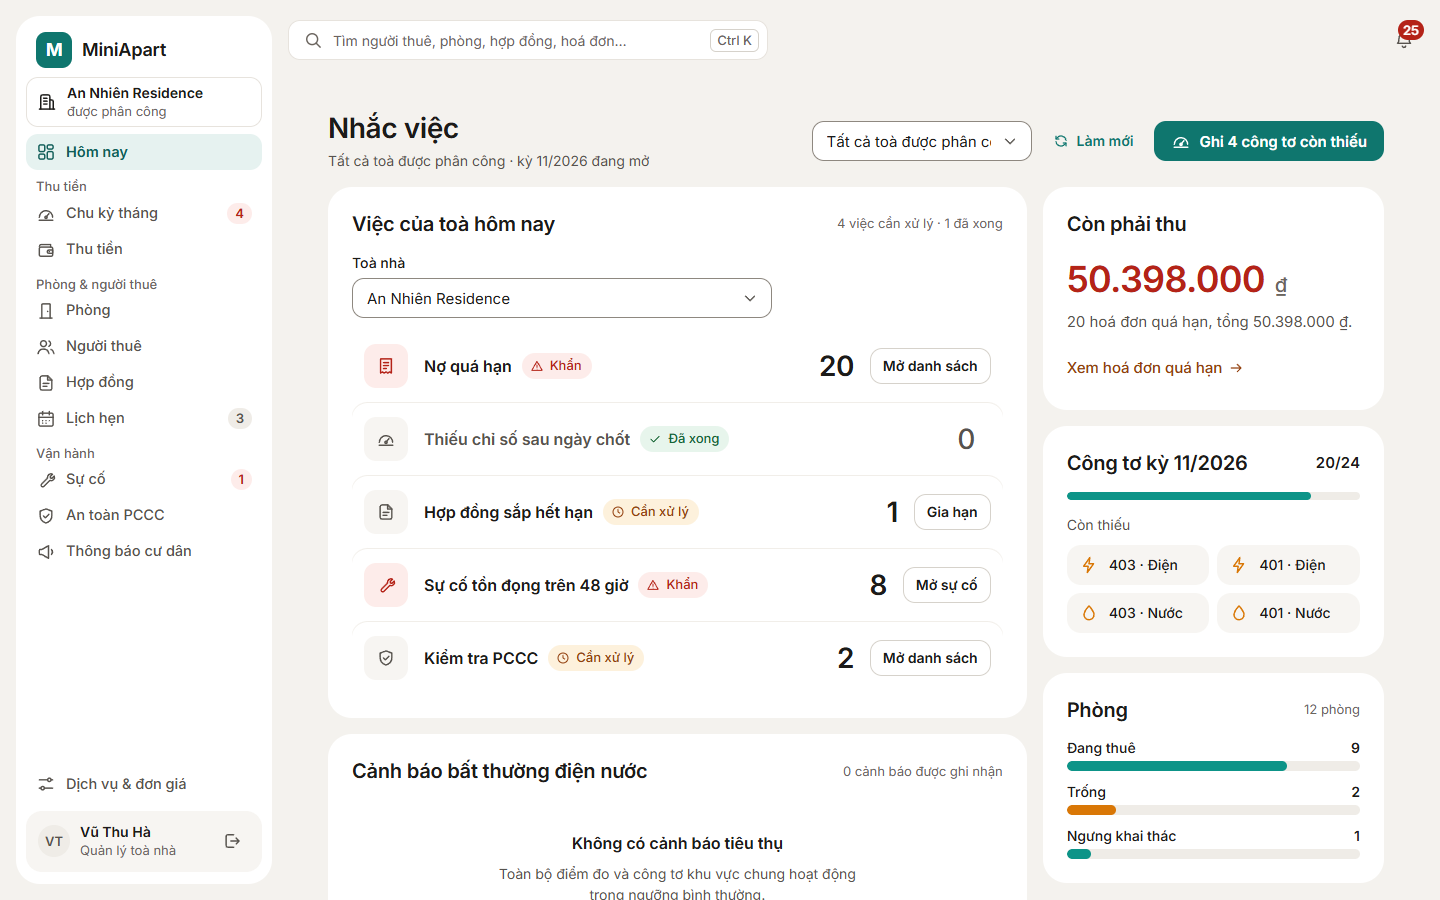 M MiniApart
An Nhiên Residence
được phân công
Hôm nay
Thu tiền
Chu kỳ tháng 4
Thu tiền
Phòng & người thuê
Phòng
Người thuê
Hợp đồng
Lịch hẹn 3
Vận hành
Sự cố 1
An toàn PCCC
Thông báo cư dân
Dịch vụ & đơn giá
VT
Vũ Thu Hà
Quản lý toà nhà
Tìm người thuê, phòng, hợp đồng, hoá đơn... Ctrl K
25
Nhắc việc
Tất cả toà được phân công · kỳ 11/2026 đang mở
Tất cả toà được phân
Làm mới
Ghi 4 công tơ còn thiếu
Việc của toà hôm nay
4 việc cần xử lý · 1 đã xong
Toà nhà
An Nhiên Residence
Nợ quá hạn Khẩn 20 Mở danh sách
Thiếu chỉ số sau ngày chốt Đã xong 0
Hợp đồng sắp hết hạn Cần xử lý 1 Gia hạn
Sự cố tồn đọng trên 48 giờ Khẩn 8 Mở sự cố
Kiểm tra PCCC Cần xử lý 2 Mở danh sách
Cảnh báo bất thường điện nước
0 cảnh báo được ghi nhận
Không có cảnh báo tiêu thụ
Toàn bộ điểm đo và công tơ khu vực chung hoạt động
trong ngưỡng bình thường.
Còn phải thu
50.398.000 ₫
20 hoá đơn quá hạn, tổng 50.398.000 ₫.
Xem hoá đơn quá hạn →
Công tơ kỳ 11/2026 20/24
Còn thiếu
403 · Điện 401 · Điện
403 · Nước 401 · Nước
Phòng 12 phòng
Đang thuê 9
Trống 2
Ngưng khai thác 1